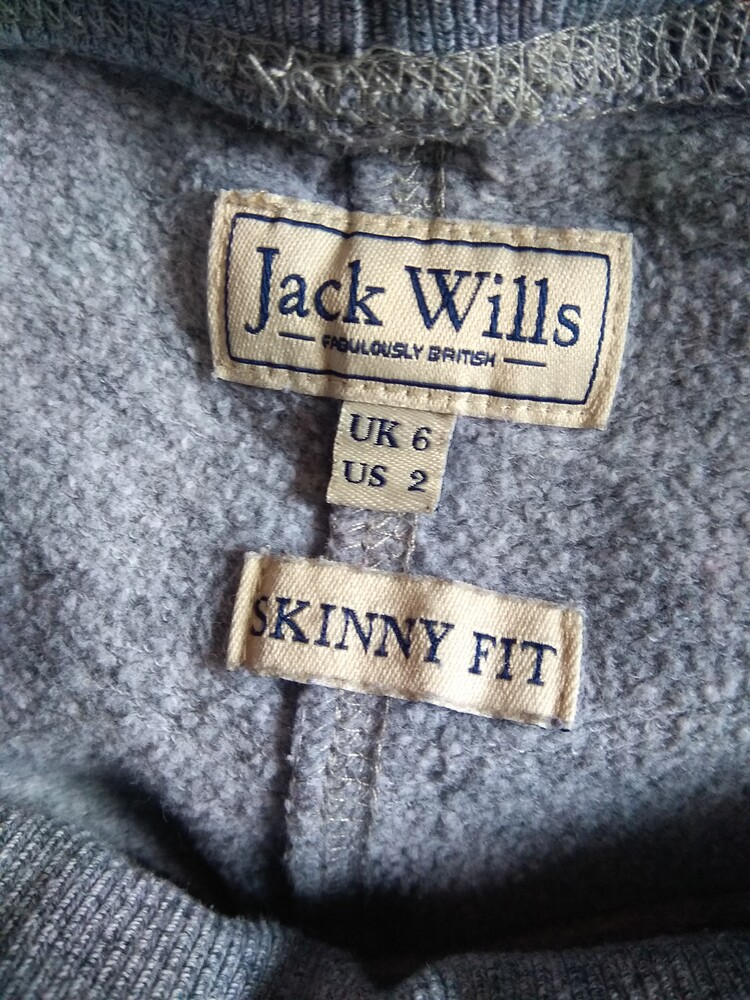 Jack Wills
FABULOUSLY BRITISH
UK 6
US 2
SKINNY FIT